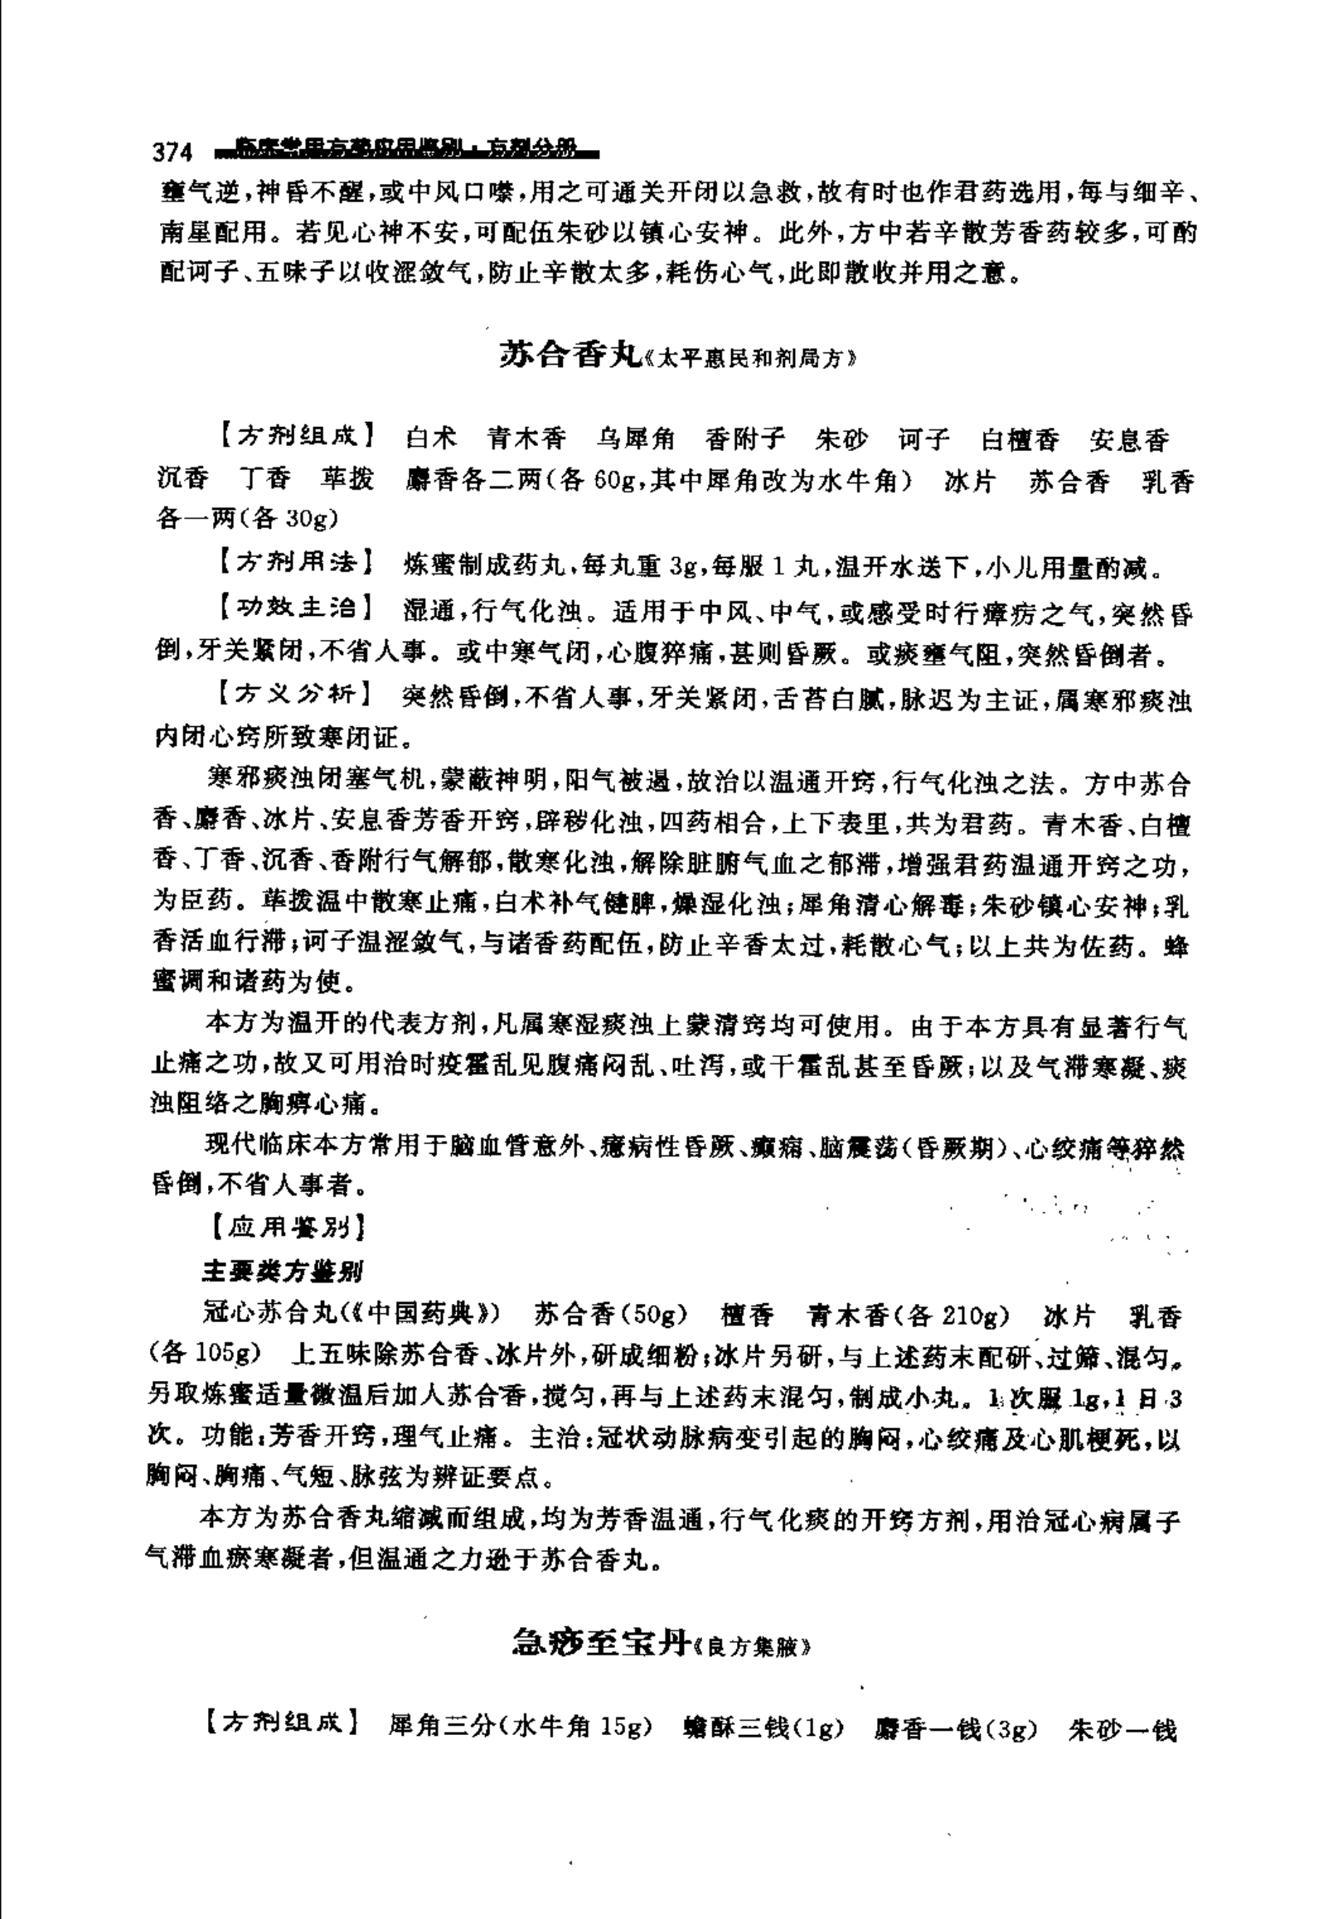 374 临床常用方药应用鉴别·方剂分册
壅气逆,神昏不醒,或中风口噤,用之可通关开闭以急救,故有时也作君药选用,每与细辛、
南星配用。若见心神不安,可配伍朱砂以镇心安神。此外,方中若辛散芳香药较多,可酌
配诃子、五味子以收涩敛气,防止辛散太多,耗伤心气,此即散收并用之意。
苏合香丸《太平惠民和剂局方》
【方剂组成】 白术 青木香 乌犀角 香附子 朱砂 诃子 白檀香 安息香
沉香 丁香 荜拨 麝香各二两(各 60g,其中犀角改为水牛角) 冰片 苏合香 乳香
各一两(各 30g)
【方剂用法】 炼蜜制成药丸,每丸重 3g,每服 1 丸,温开水送下,小儿用量酌减。
【功效主治】 湿通,行气化浊。适用于中风、中气,或感受时行瘴疠之气,突然昏
倒,牙关紧闭,不省人事。或中寒气闭,心腹猝痛,甚则昏厥。或痰壅气阻,突然昏倒者。
【方义分析】 突然昏倒,不省人事,牙关紧闭,舌苔白腻,脉迟为主证,属寒邪痰浊
内闭心窍所致寒闭证。
寒邪痰浊闭塞气机,蒙蔽神明,阳气被遏,故治以温通开窍,行气化浊之法。方中苏合
香、麝香、冰片、安息香芳香开窍,辟秽化浊,四药相合,上下表里,共为君药。青木香、白檀
香、丁香、沉香、香附行气解郁,散寒化浊,解除脏腑气血之郁滞,增强君药温通开窍之功,
为臣药。荜拨温中散寒止痛,白术补气健脾,燥湿化浊;犀角清心解毒;朱砂镇心安神;乳
香活血行滞;诃子温涩敛气,与诸香药配伍,防止辛香太过,耗散心气;以上共为佐药。蜂
蜜调和诸药为使。
本方为温开的代表方剂,凡属寒湿痰浊上蒙清窍均可使用。由于本方具有显著行气
止痛之功,故又可用治时疫霍乱见腹痛闷乱、吐泻,或干霍乱甚至昏厥;以及气滞寒凝、痰
浊阻络之胸痹心痛。
现代临床本方常用于脑血管意外、癔病性昏厥、癫痫、脑震荡(昏厥期)、心绞痛等猝然
昏倒,不省人事者。
【应用鉴别】
主要类方鉴别
冠心苏合丸(《中国药典》) 苏合香(50g) 檀香 青木香(各 210g) 冰片 乳香
(各 105g) 上五味除苏合香、冰片外,研成细粉;冰片另研,与上述药末配研、过筛、混匀。
另取炼蜜适量微温后加人苏合香,搅匀,再与上述药末混匀,制成小丸。1 次服 1g,1 日 3
次。功能:芳香开窍,理气止痛。主治:冠状动脉病变引起的胸闷,心绞痛及心肌梗死,以
胸闷、胸痛、气短、脉弦为辨证要点。
本方为苏合香丸缩减而组成,均为芳香温通,行气化痰的开窍方剂,用治冠心病属子
气滞血瘀寒凝者,但温通之力逊于苏合香丸。
急痧至宝丹《良方集腋》
【方剂组成】 犀角三分(水牛角 15g) 蟾酥三钱(1g) 麝香一钱(3g) 朱砂一钱